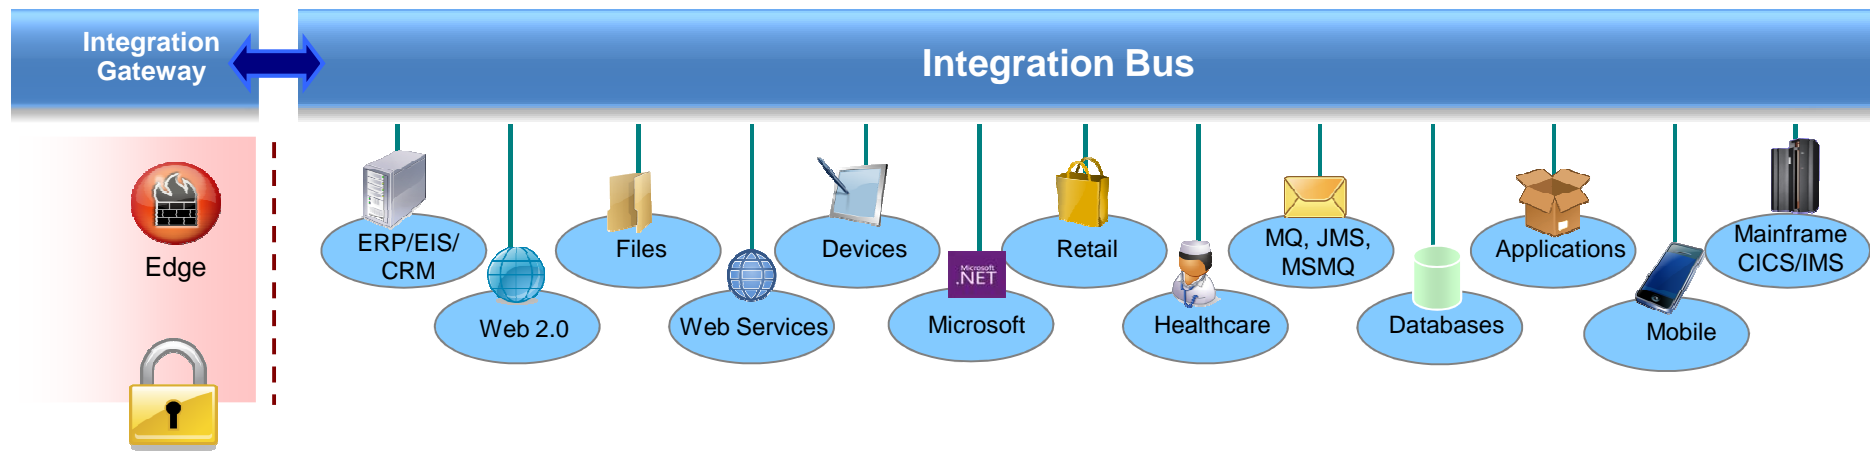 Integration
Gateway
Integration Bus
Edge
ERP/EIS/
CRM
Web 2.0
Files
Web Services
Devices
Microsoft
.NET
Microsoft
Retail
Healthcare
MQ, JMS,
MSMQ
Databases
Applications
Mobile
Mainframe
CICS/IMS